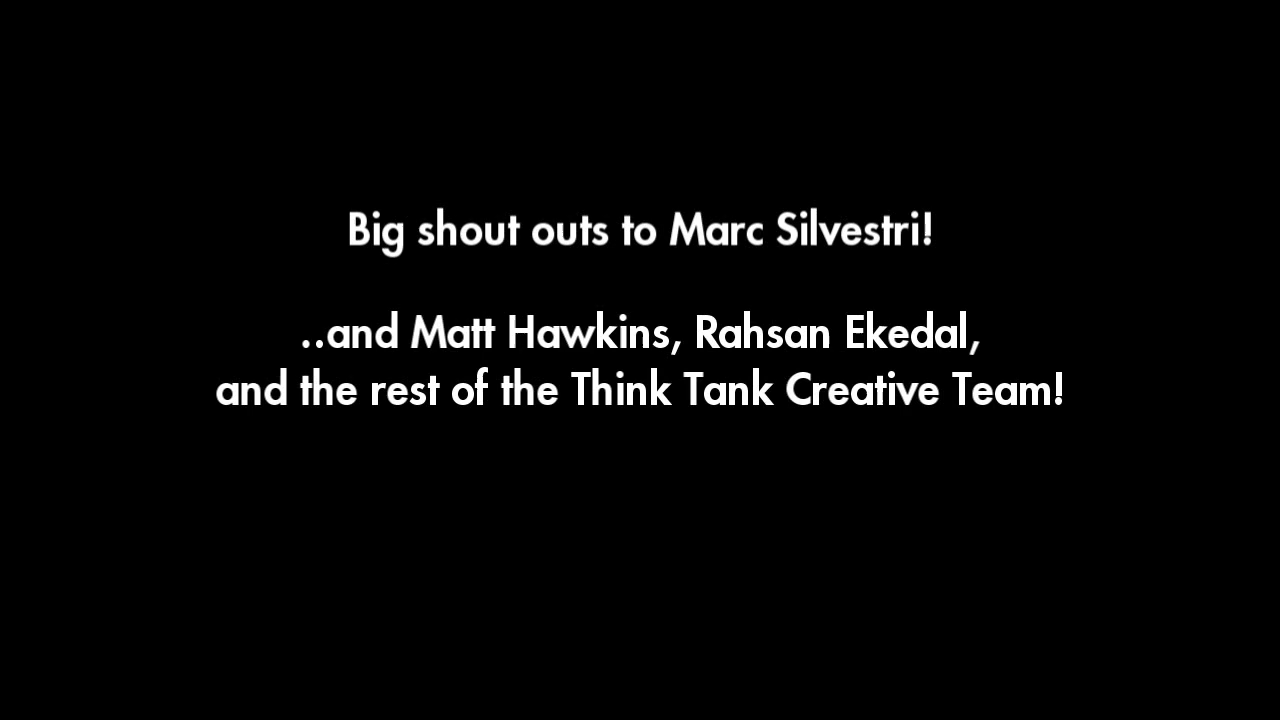 Big shout outs to Marc Silvestri!
..and Matt Hawkins, Rahsan Ekedal,
and the rest of the Think Tank Creative Team!